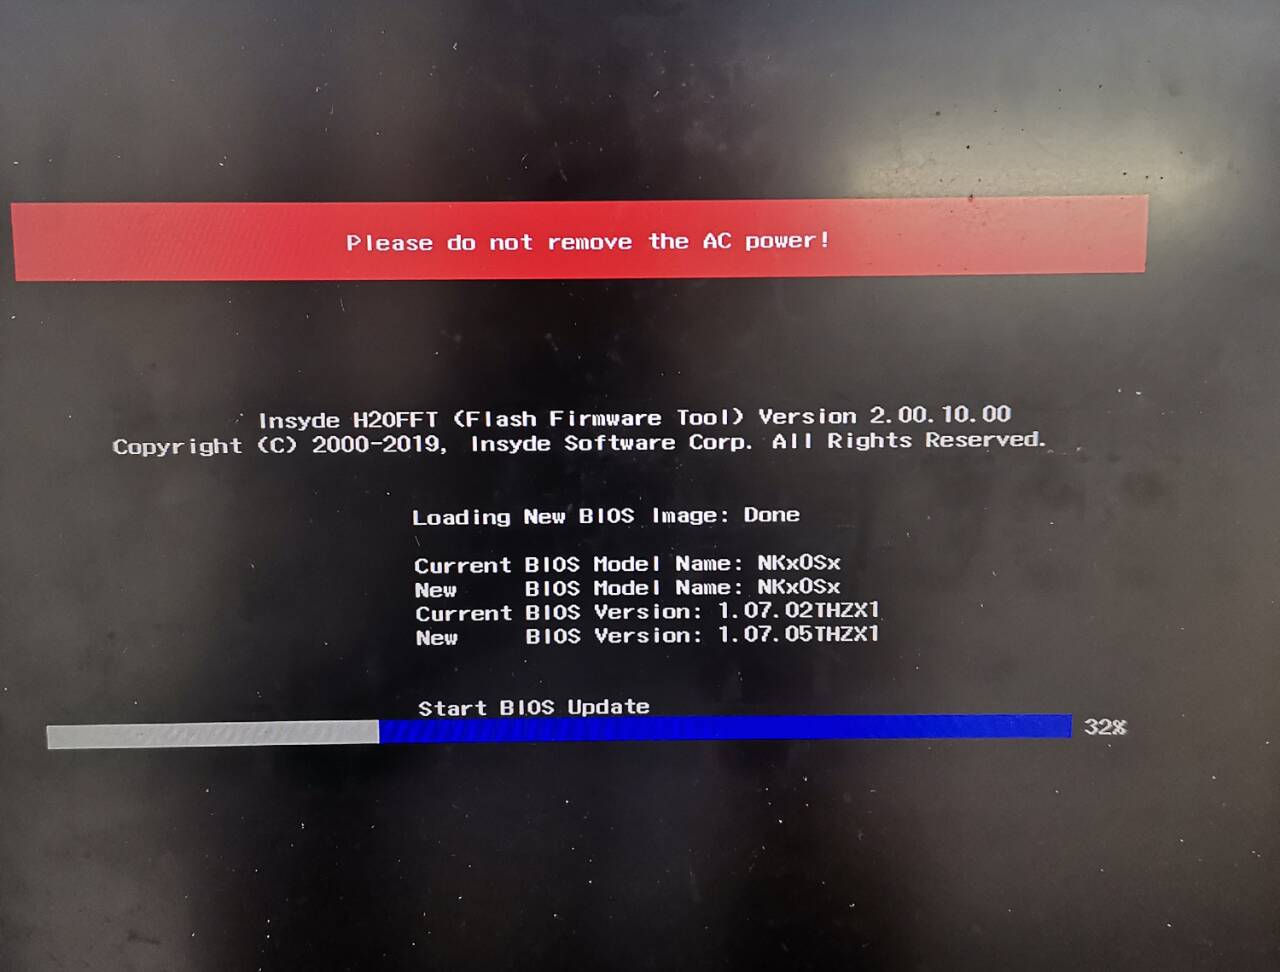 Please do not remove the AC power!
Insyde H2OFFT (Flash Firmware Tool) Version 2.00.10.00
Copyright (C) 2000-2019, Insyde Software Corp. All Rights Reserved.
Loading New BIOS Image: Done
Current BIOS Model Name: NKx0Sx
New BIOS Model Name: NKx0Sx
Current BIOS Version: 1.07.02THZX1
New BIOS Version: 1.07.05THZX1
Start BIOS Update
32%